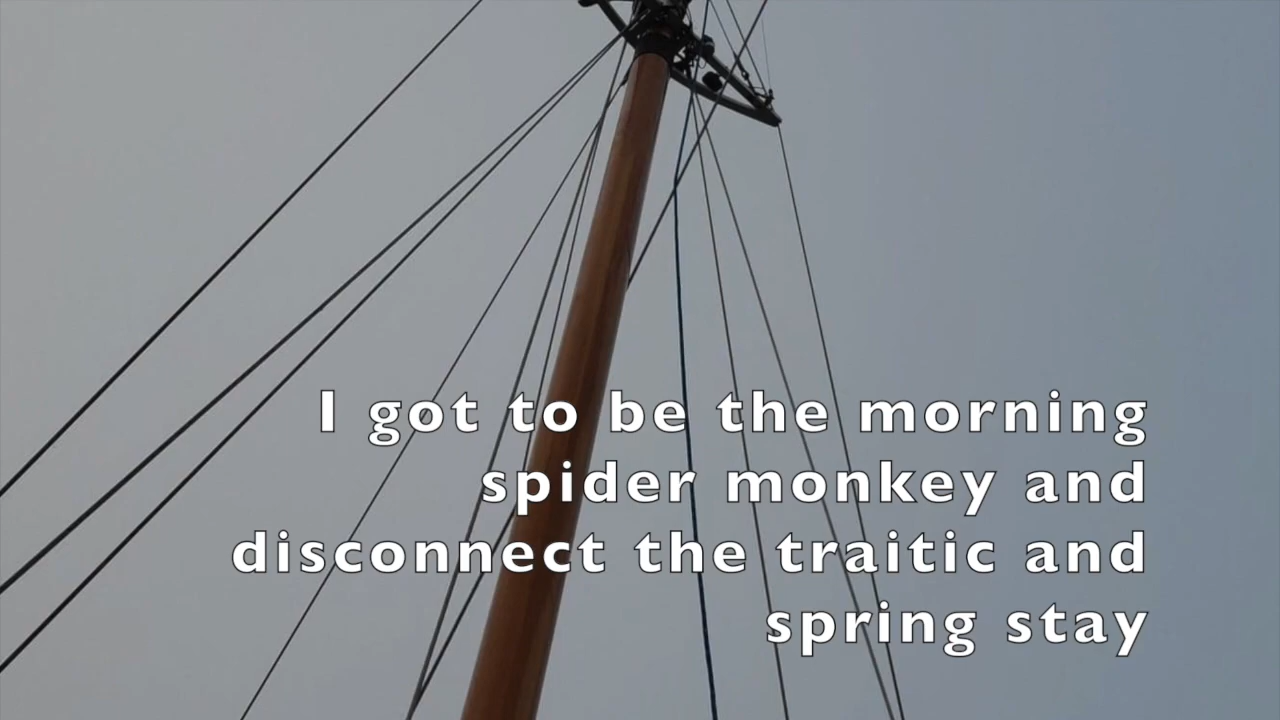 I got to be the morning
spider monkey and
disconnect the traitic and
spring stay